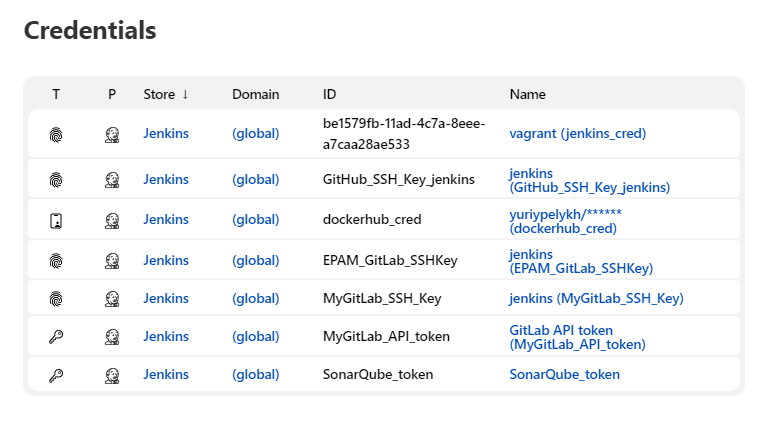 Credentials
T P Store ↓ Domain ID Name
Jenkins (global) be1579fb-11ad-4c7a-8eee-a7caa28ae533 vagrant (jenkins_cred)
Jenkins (global) GitHub_SSH_Key_jenkins jenkins (GitHub_SSH_Key_jenkins)
Jenkins (global) dockerhub_cred yuriypelykh/****** (dockerhub_cred)
Jenkins (global) EPAM_GitLab_SSHKey jenkins (EPAM_GitLab_SSHKey)
Jenkins (global) MyGitLab_SSH_Key jenkins (MyGitLab_SSH_Key)
Jenkins (global) MyGitLab_API_token GitLab API token (MyGitLab_API_token)
Jenkins (global) SonarQube_token SonarQube_token